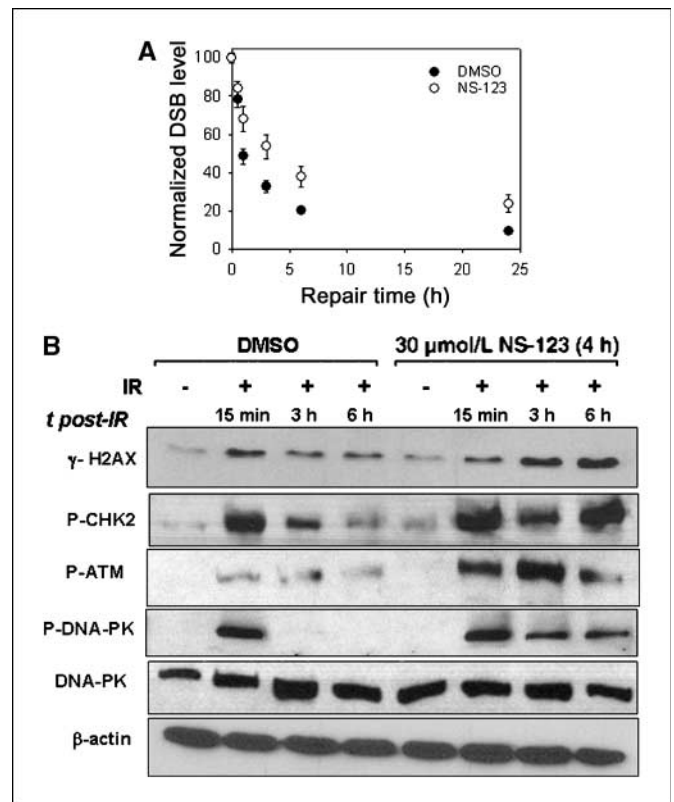 A
Normalized DSB level
100
80
60
40
20
0
DMSO
NS-123
0 5 10 15 20 25
Repair time (h)
B
DMSO 30 µmol/L NS-123 (4 h)
IR - + + + - + + +
t post-IR 15 min 3 h 6 h 15 min 3 h 6 h
γ- H2AX
P-CHK2
P-ATM
P-DNA-PK
DNA-PK
β-actin